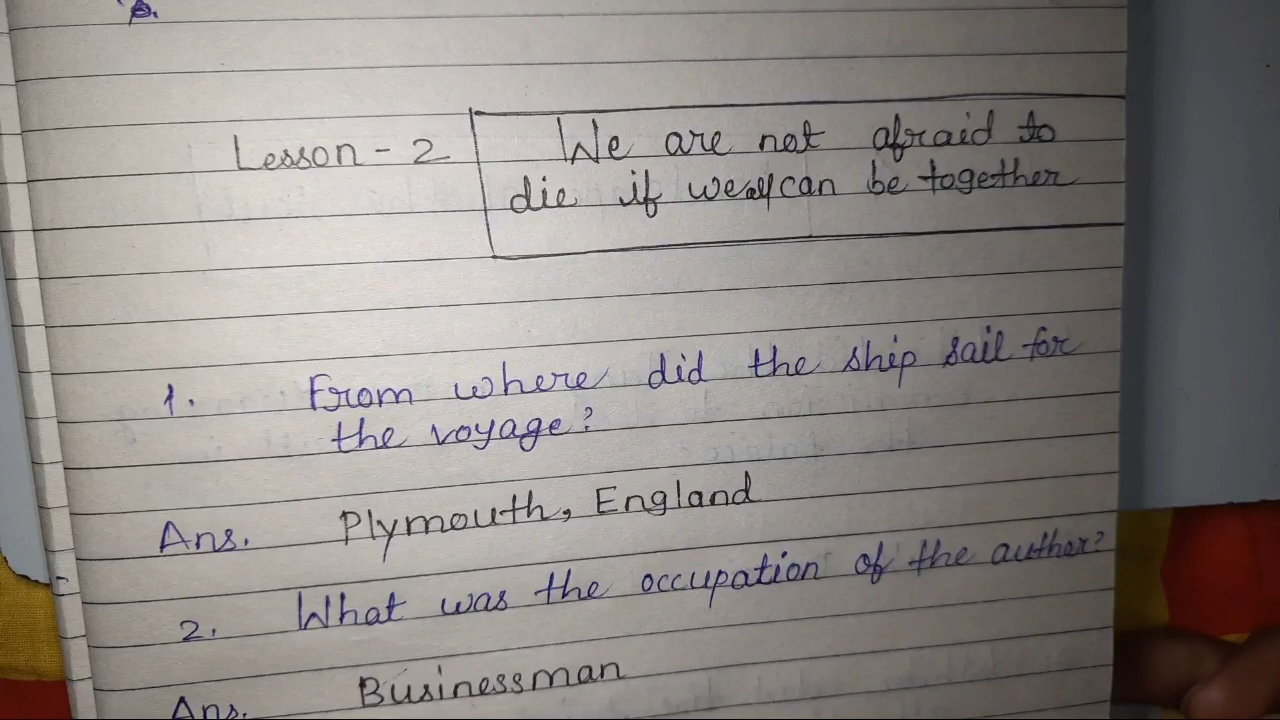 Lesson - 2 We are not afraid to
die if we all can be together
1. From where did the ship sail for
the voyage?
Ans. Plymouth, England
2. What was the occupation of the author?
Ans. Businessman